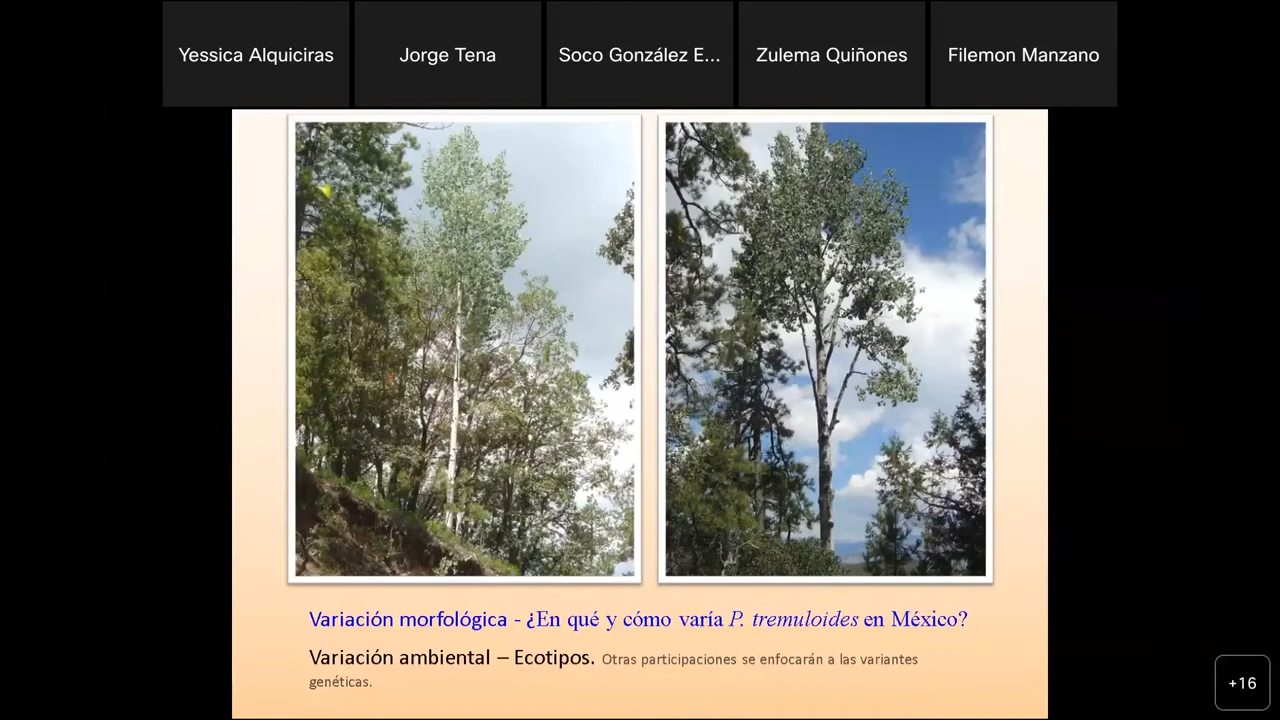 Yessica Alquiciras
Jorge Tena
Soco González E...
Zulema Quiñones
Filemon Manzano
Variación morfológica - ¿En qué y cómo varía P. tremuloides en México?
Variación ambiental – Ecotipos. Otras participaciones se enfocarán a las variantes
genéticas.
+16